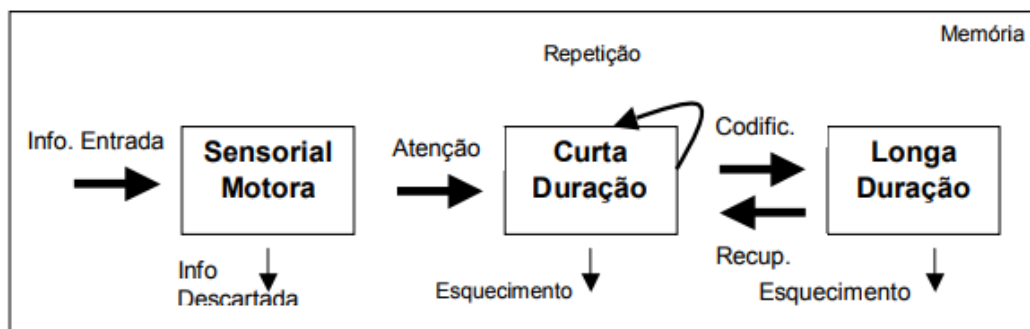 Memória
Repetição
Info. Entrada
Sensorial
Motora
Atenção
Curta
Duração
Codific.
Longa
Duração
Recup.
Info
Descartada
Esquecimento
Esquecimento